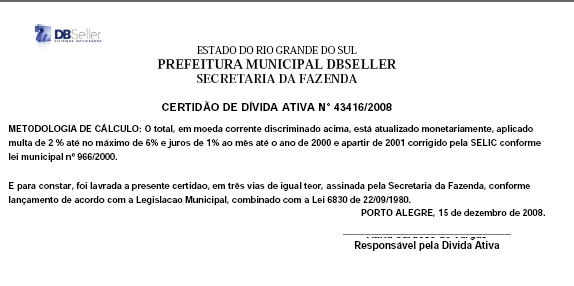 DBSeller
ESTADO DO RIO GRANDE DO SUL
PREFEITURA MUNICIPAL DBSELLER
SECRETARIA DA FAZENDA
CERTIDÃO DE DÍVIDA ATIVA N° 43416/2008
METODOLOGIA DE CÁLCULO: O total, em moeda corrente discriminado acima, está atualizado monetariamente, aplicado
multa de 2 % até no máximo de 6% e juros de 1% ao mês até o ano de 2000 e apartir de 2001 corrigido pela SELIC conforme
lei municipal nº 966/2000.
E para constar, foi lavrada a presente certidao, em três vias de igual teor, assinada pela Secretaria da Fazenda, conforme
lançamento de acordo com a Legislacao Municipal, combinado com a Lei 6830 de 22/09/1980.
PORTO ALEGRE, 15 de dezembro de 2008.
Responsável pela Divida Ativa